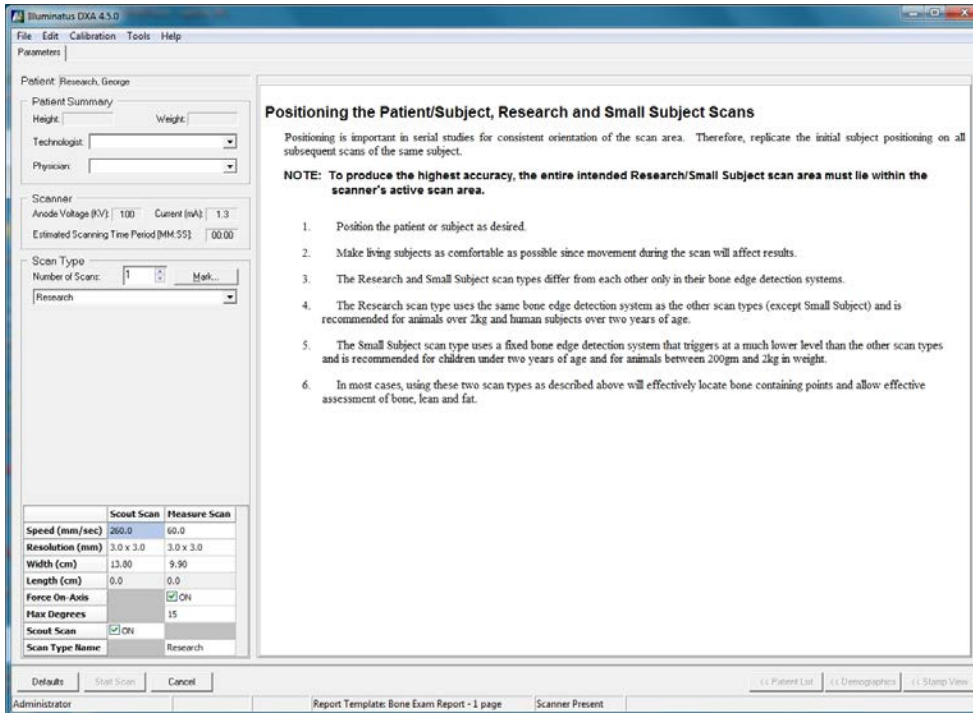 Illuminatus DXA 4.5.0
File Edit Calibration Tools Help
Parameters
Patient: Research, George
Patient Summary
Height: Weight:
Technologist:
Physician:
Scanner
Anode Voltage (KV): 100 Current (mA): 1.3
Estimated Scanning Time Period [MM:SS]: 00:00
Scan Type
Number of Scans: 1 Mark...
Research
Scout Scan Measure Scan
Speed (mm/sec) 260.0 60.0
Resolution (mm) 3.0 x 3.0 3.0 x 3.0
Width (cm) 13.80 9.90
Length (cm) 0.0 0.0
Force On-Axis ON
Max Degrees 15
Scout Scan ON
Scan Type Name Research
Positioning the Patient/Subject, Research and Small Subject Scans
Positioning is important in serial studies for consistent orientation of the scan area. Therefore, replicate the initial subject positioning on all
subsequent scans of the same subject.
NOTE: To produce the highest accuracy, the entire intended Research/Small Subject scan area must lie within the
scanner's active scan area.
1. Position the patient or subject as desired.
2. Make living subjects as comfortable as possible since movement during the scan will affect results.
3. The Research and Small Subject scan types differ from each other only in their bone edge detection systems.
4. The Research scan type uses the same bone edge detection system as the other scan types (except Small Subject) and is
recommended for animals over 2kg and human subjects over two years of age.
5. The Small Subject scan type uses a fixed bone edge detection system that triggers at a much lower level than the other scan types
and is recommended for children under two years of age and for animals between 200gm and 2kg in weight.
6. In most cases, using these two scan types as described above will effectively locate bone containing points and allow effective
assessment of bone, lean and fat.
Defaults Start Scan Cancel << Patient List << Demographics << Stamp View
Administrator Report Template: Bone Exam Report - 1 page Scanner Present